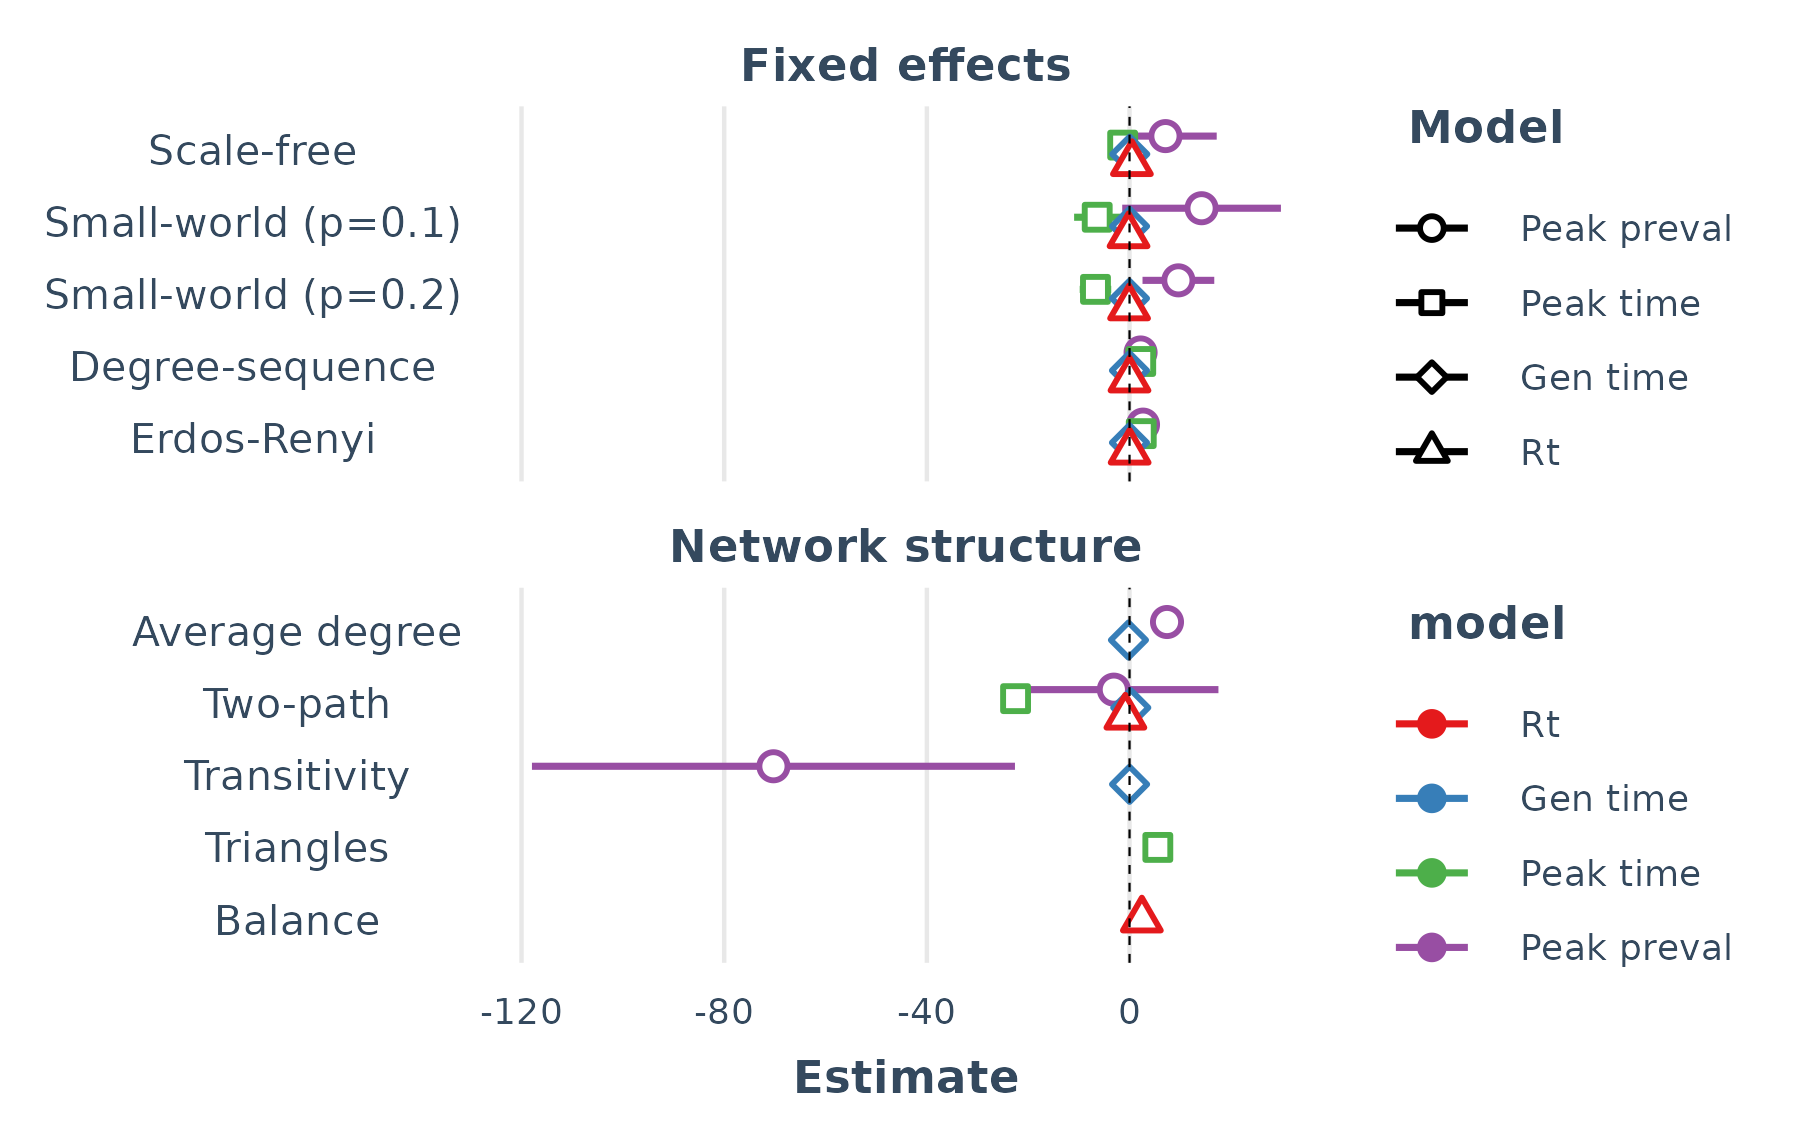 Fixed effects
Scale-free
Small-world (p=0.1)
Small-world (p=0.2)
Degree-sequence
Erdos-Renyi
Model
Peak preval
Peak time
Gen time
Rt
Network structure
Average degree
Two-path
Transitivity
Triangles
Balance
model
Rt
Gen time
Peak time
Peak preval
-120 -80 -40 0
Estimate